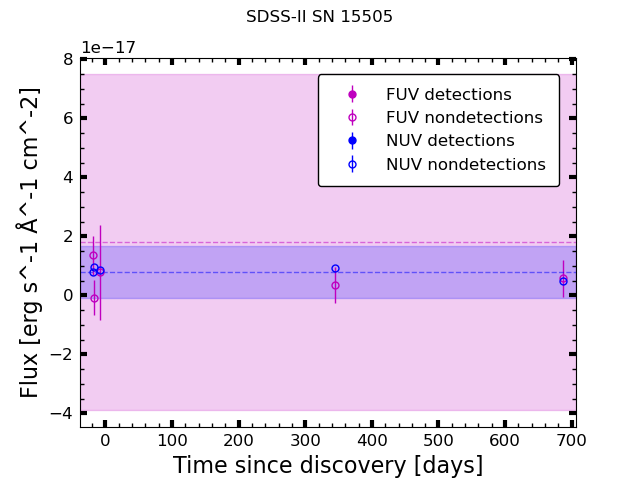 SDSS-II SN 15505
1e−17
8
6
4
2
0
−2
−4
Flux [erg s^-1 Å^-1 cm^-2]
FUV detections
FUV nondetections
NUV detections
NUV nondetections
0 100 200 300 400 500 600 700
Time since discovery [days]